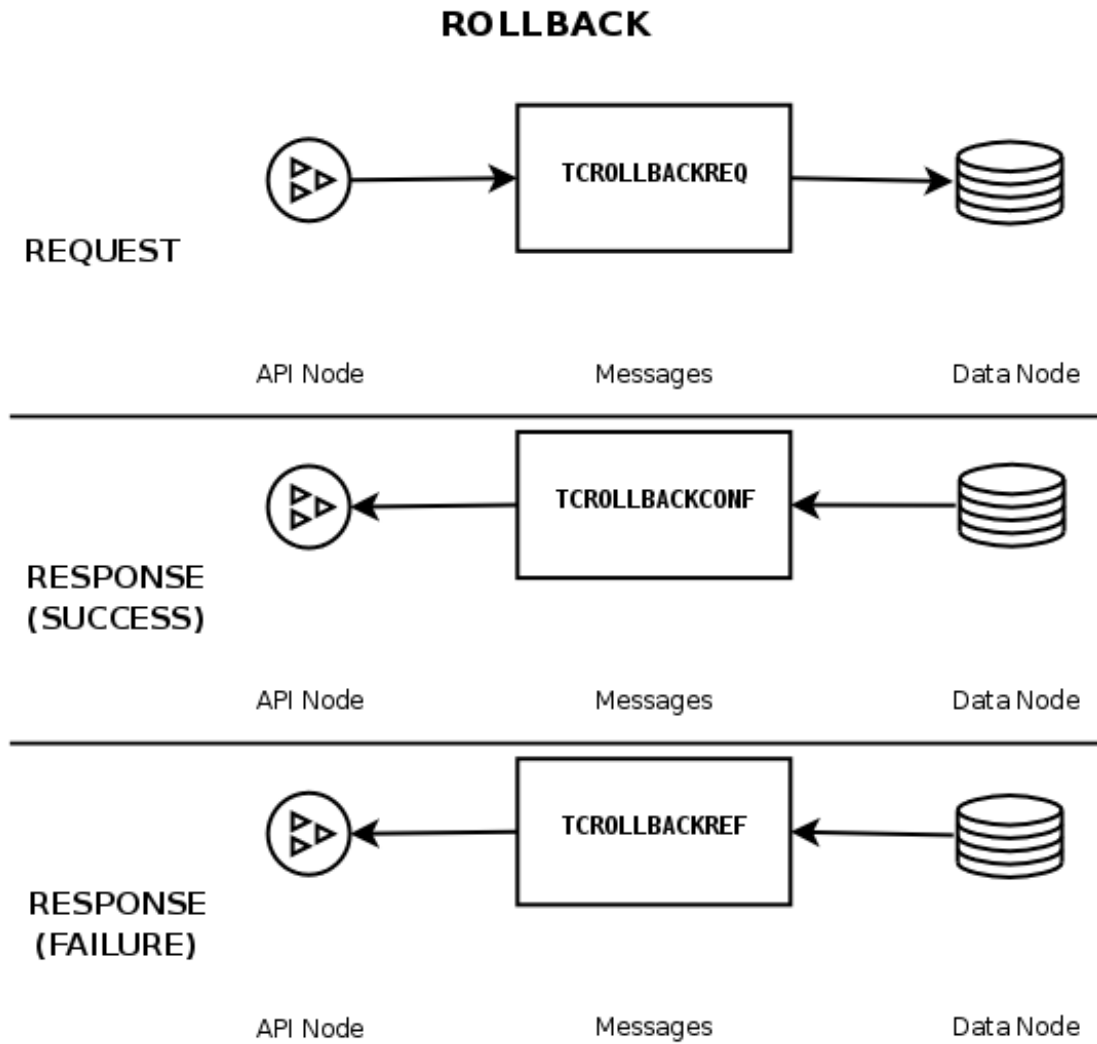 ROLLBACK
TCROLLBACKREQ
REQUEST
API Node Messages Data Node
TCROLLBACKCONF
RESPONSE
(SUCCESS)
API Node Messages Data Node
TCROLLBACKREF
RESPONSE
(FAILURE)
API Node Messages Data Node